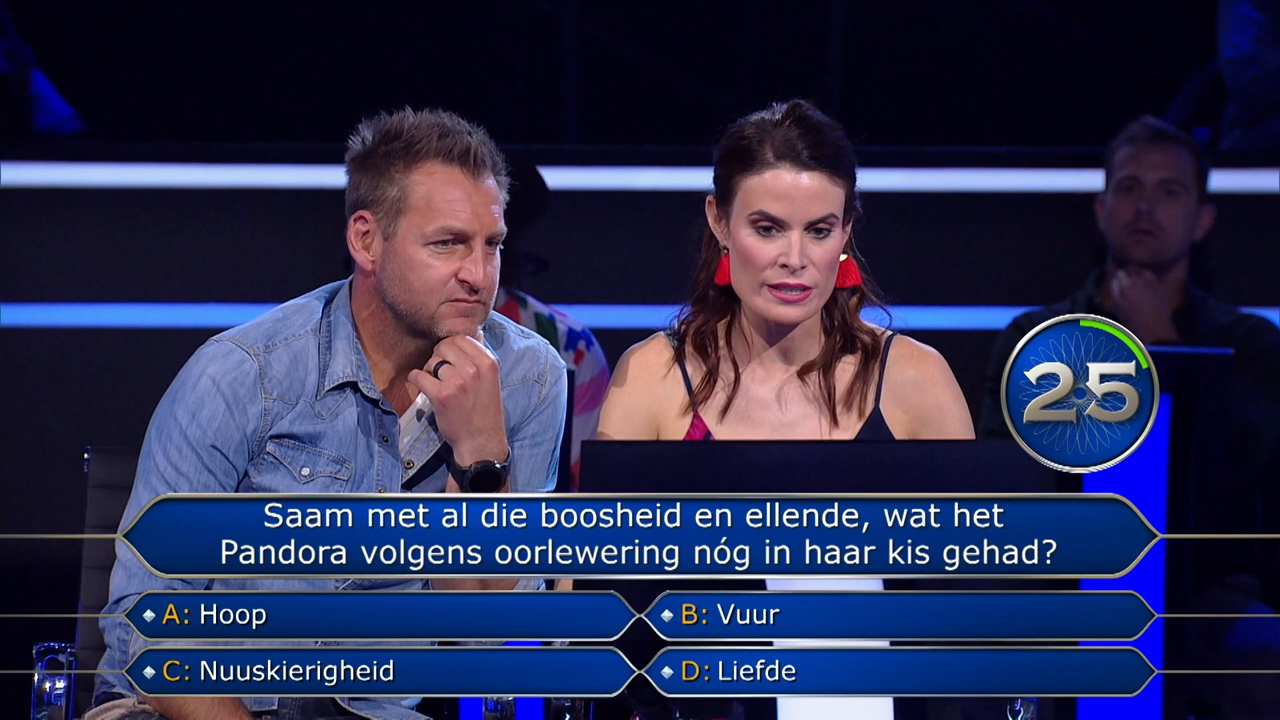 25
Saam met al die boosheid en ellende, wat het
Pandora volgens oorlewering nóg in haar kis gehad?
A: Hoop
B: Vuur
C: Nuuskierigheid
D: Liefde